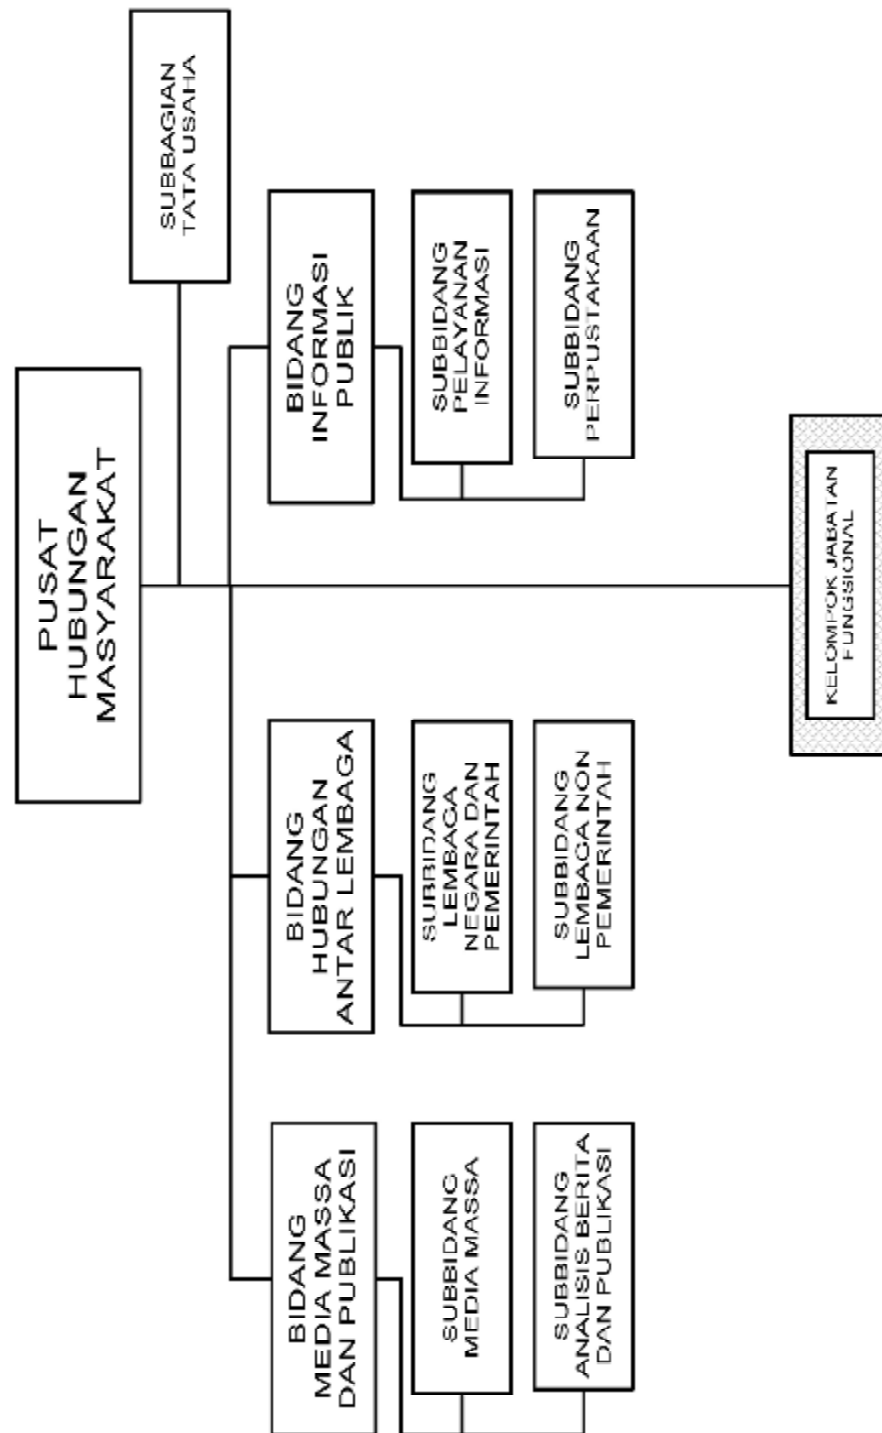 PUSAT
HUBUNGAN
MASYARAKAT
SUBBAGIAN
TATA USAHA
BIDANG
MEDIA MASSA
DAN PUBLIKASI
BIDANG
HUBUNGAN
ANTAR LEMBAGA
BIDANG
INFORMASI
PUBLIK
SUBBIDANG
MEDIA MASSA
SUBBIDANG
LEMBAGA
NEGARA DAN
PEMERINTAH
SUBBIDANG
PELAYANAN
INFORMASI
SUBBIDANG
ANALISIS BERITA
DAN PUBLIKASI
SUBBIDANG
LEMBAGA NON
PEMERINTAH
SUBBIDANG
PERPUSTAKAAN
KELOMPOK JABATAN
FUNGSIONAL